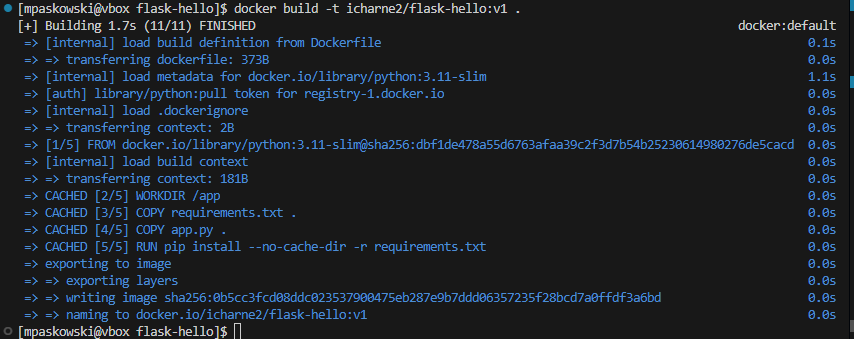 [mpaskowski@vbox flask-hello]$ docker build -t icharne2/flask-hello:v1 .
[+] Building 1.7s (11/11) FINISHED docker:default
=> [internal] load build definition from Dockerfile 0.1s
=> => transferring dockerfile: 373B 0.0s
=> [internal] load metadata for docker.io/library/python:3.11-slim 1.1s
=> [auth] library/python:pull token for registry-1.docker.io 0.0s
=> [internal] load .dockerignore 0.0s
=> => transferring context: 2B 0.0s
=> [1/5] FROM docker.io/library/python:3.11-slim@sha256:dbf1de478a55d6763afaa39c2f3d7b54b25230614980276de5cacd 0.0s
=> [internal] load build context 0.0s
=> => transferring context: 181B 0.0s
=> CACHED [2/5] WORKDIR /app 0.0s
=> CACHED [3/5] COPY requirements.txt . 0.0s
=> CACHED [4/5] COPY app.py . 0.0s
=> CACHED [5/5] RUN pip install --no-cache-dir -r requirements.txt 0.0s
=> exporting to image 0.0s
=> => exporting layers 0.0s
=> => writing image sha256:0b5cc3fcd08ddc023537900475eb287e9b7ddd06357235f28bcd7a0ffdf3a6bd 0.0s
=> => naming to docker.io/icharne2/flask-hello:v1 0.0s
[mpaskowski@vbox flask-hello]$